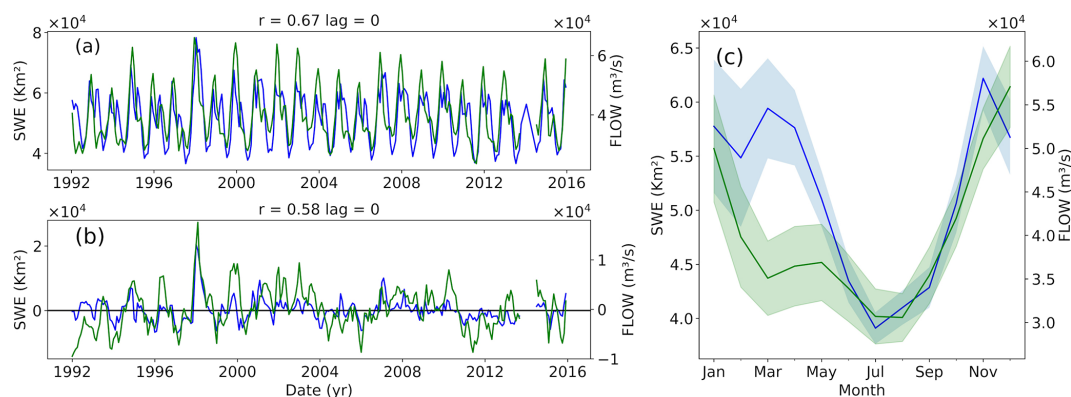 ×10⁴ r = 0.67 lag = 0 ×10⁴
(a)
SWE (Km²)
8
6
4
FLOW (m³/s)
6
4
1992 1996 2000 2004 2008 2012 2016
×10⁴ r = 0.58 lag = 0 ×10⁴
(b)
SWE (Km²)
2
0
FLOW (m³/s)
1
0
−1
1992 1996 2000 2004 2008 2012 2016
Date (yr)
×10⁴ ×10⁴
(c)
SWE (Km²)
6.5
6.0
5.5
5.0
4.5
4.0
FLOW (m³/s)
6.0
5.5
5.0
4.5
4.0
3.5
3.0
Jan Mar May Jul Sep Nov
Month